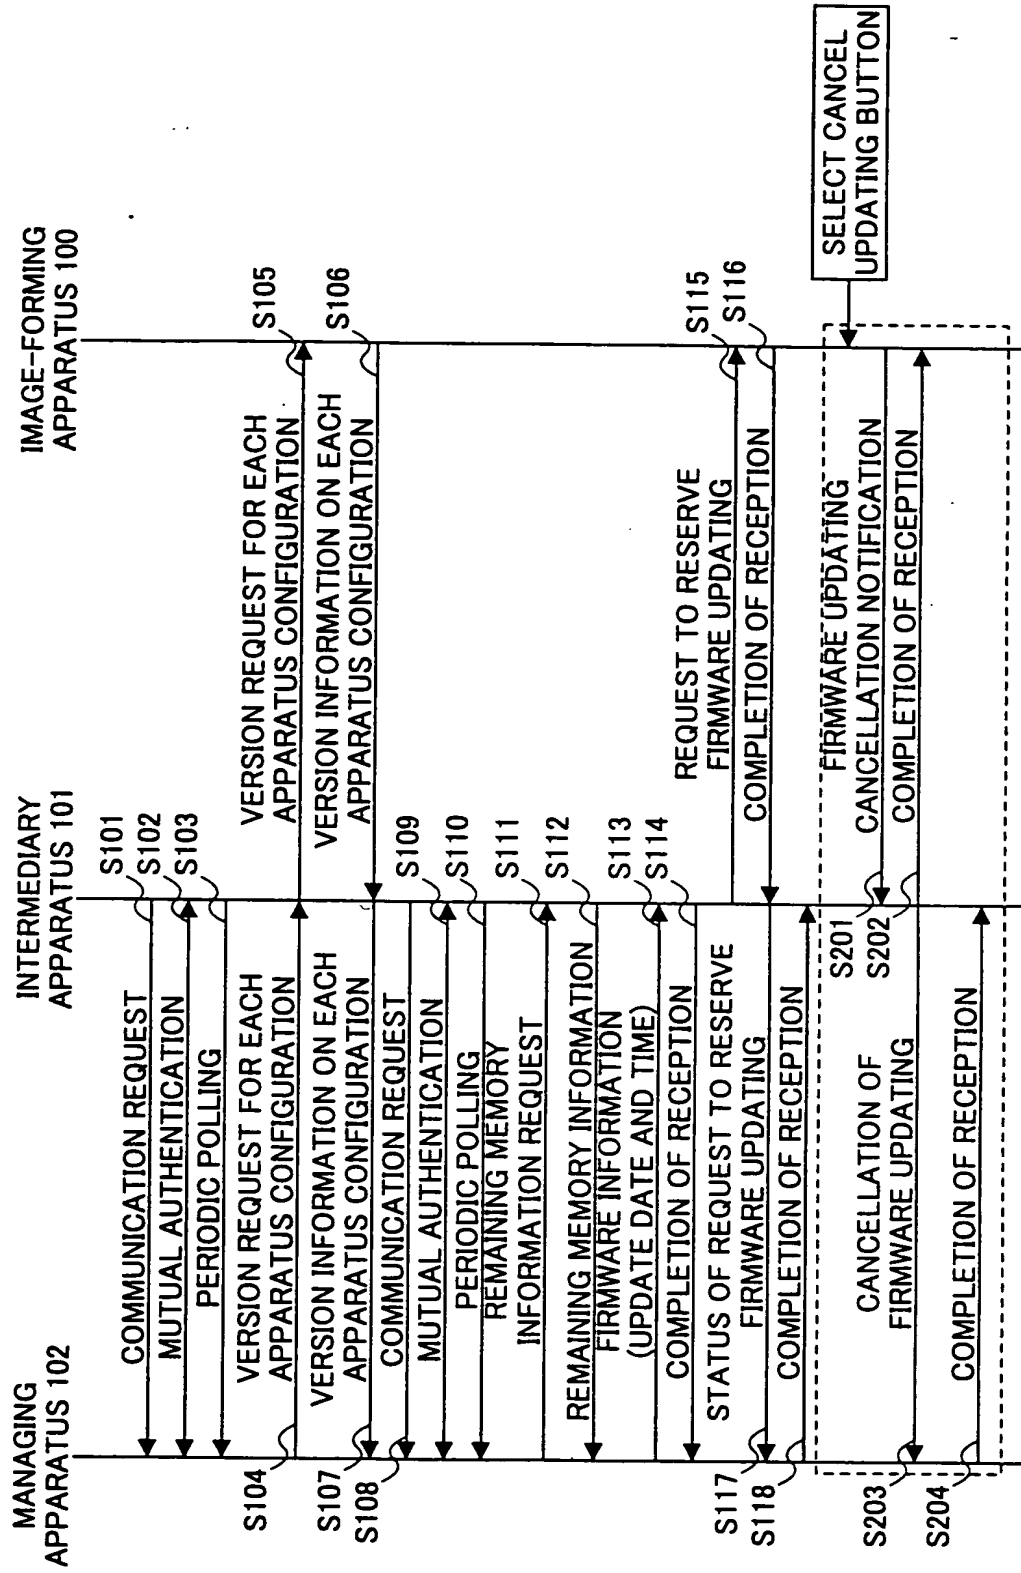 MANAGING
APPARATUS 102
INTERMEDIARY
APPARATUS 101
IMAGE-FORMING
APPARATUS 100
COMMUNICATION REQUEST
S101
MUTUAL AUTHENTICATION
S102
PERIODIC POLLING
S103
VERSION REQUEST FOR EACH
APPARATUS CONFIGURATION
S104
VERSION REQUEST FOR EACH
APPARATUS CONFIGURATION
S105
VERSION INFORMATION ON EACH
APPARATUS CONFIGURATION
S106
VERSION INFORMATION ON EACH
APPARATUS CONFIGURATION
S107
COMMUNICATION REQUEST
S108
MUTUAL AUTHENTICATION
S109
PERIODIC POLLING
S110
REMAINING MEMORY
INFORMATION REQUEST
S111
REMAINING MEMORY INFORMATION
S112
FIRMWARE INFORMATION
(UPDATE DATE AND TIME)
S113
COMPLETION OF RECEPTION
S114
REQUEST TO RESERVE
FIRMWARE UPDATING
S115
COMPLETION OF RECEPTION
S116
STATUS OF REQUEST TO RESERVE
FIRMWARE UPDATING
S117
COMPLETION OF RECEPTION
S118
SELECT CANCEL
UPDATING BUTTON
FIRMWARE UPDATING
CANCELLATION NOTIFICATION
S201
COMPLETION OF RECEPTION
S202
CANCELLATION OF
FIRMWARE UPDATING
S203
COMPLETION OF RECEPTION
S204